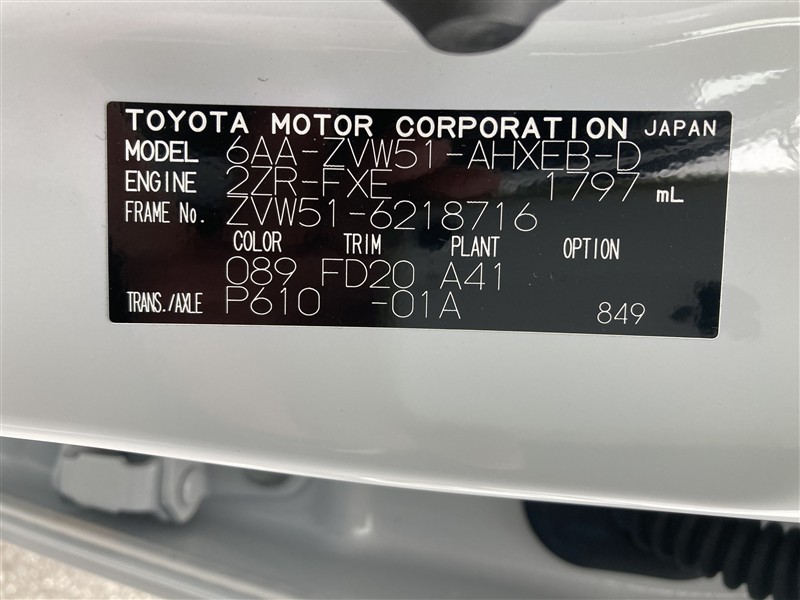 TOYOTA MOTOR CORPORATION JAPAN
MODEL 6AA-ZVW51-AHXEB-D
ENGINE 2ZR-FXE 1797 mL
FRAME No. ZVW51-6218716
COLOR TRIM PLANT OPTION
089 FD20 A41
TRANS./AXLE P610 -01A 849